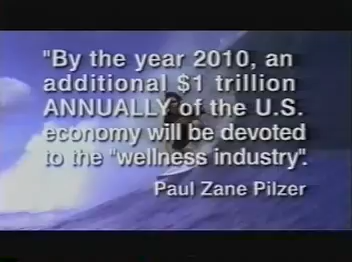 "By the year 2010, an
additional $1 trillion
ANNUALLY of the U.S.
economy will be devoted
to the "wellness industry".
Paul Zane Pilzer